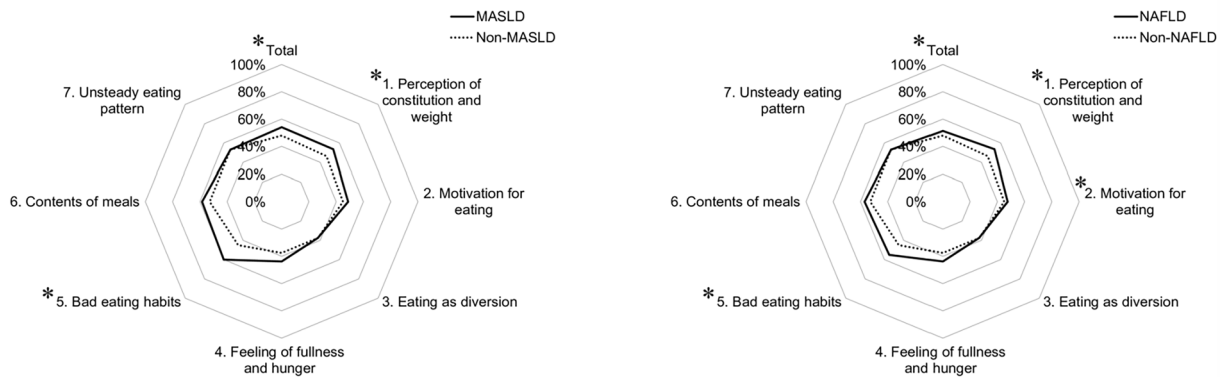 MASLD
Non-MASLD
* Total
100%
80%
60%
40%
20%
0%
* 1. Perception of
constitution and
weight
2. Motivation for
eating
3. Eating as diversion
4. Feeling of fullness
and hunger
* 5. Bad eating habits
6. Contents of meals
7. Unsteady eating
pattern
NAFLD
Non-NAFLD
* Total
100%
80%
60%
40%
20%
0%
* 1. Perception of
constitution and
weight
* 2. Motivation for
eating
3. Eating as diversion
4. Feeling of fullness
and hunger
* 5. Bad eating habits
6. Contents of meals
7. Unsteady eating
pattern